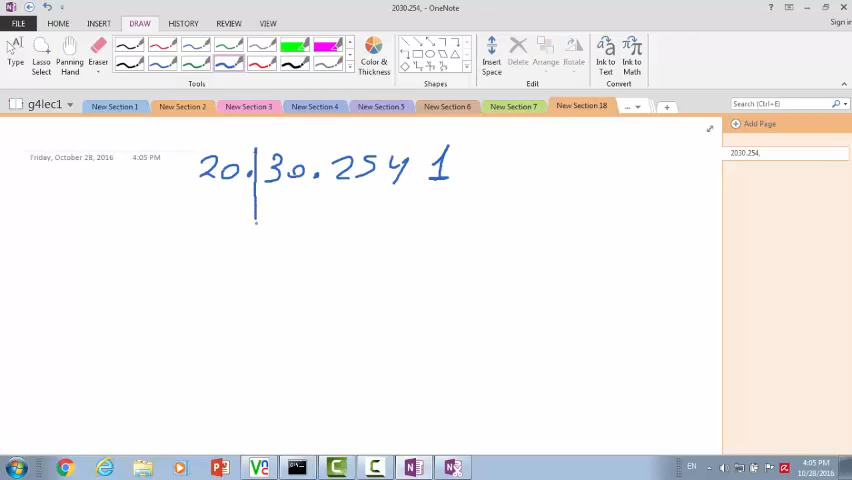 2030.254, - OneNote
Sign in
FILE HOME INSERT DRAW HISTORY REVIEW VIEW
Type
Lasso Select
Panning Hand
Eraser
Color & Thickness
Insert Space
Delete
Arrange
Rotate
Ink to Text
Ink to Math
Tools
Shapes
Edit
Convert
g4lec1
New Section 1
New Section 2
New Section 3
New Section 4
New Section 5
New Section 6
New Section 7
New Section 18
...
Search (Ctrl+E)
Add Page
2030.254,
Friday, October 28, 2016 4:05 PM
20.30.254 1
EN
4:05 PM
10/28/2016